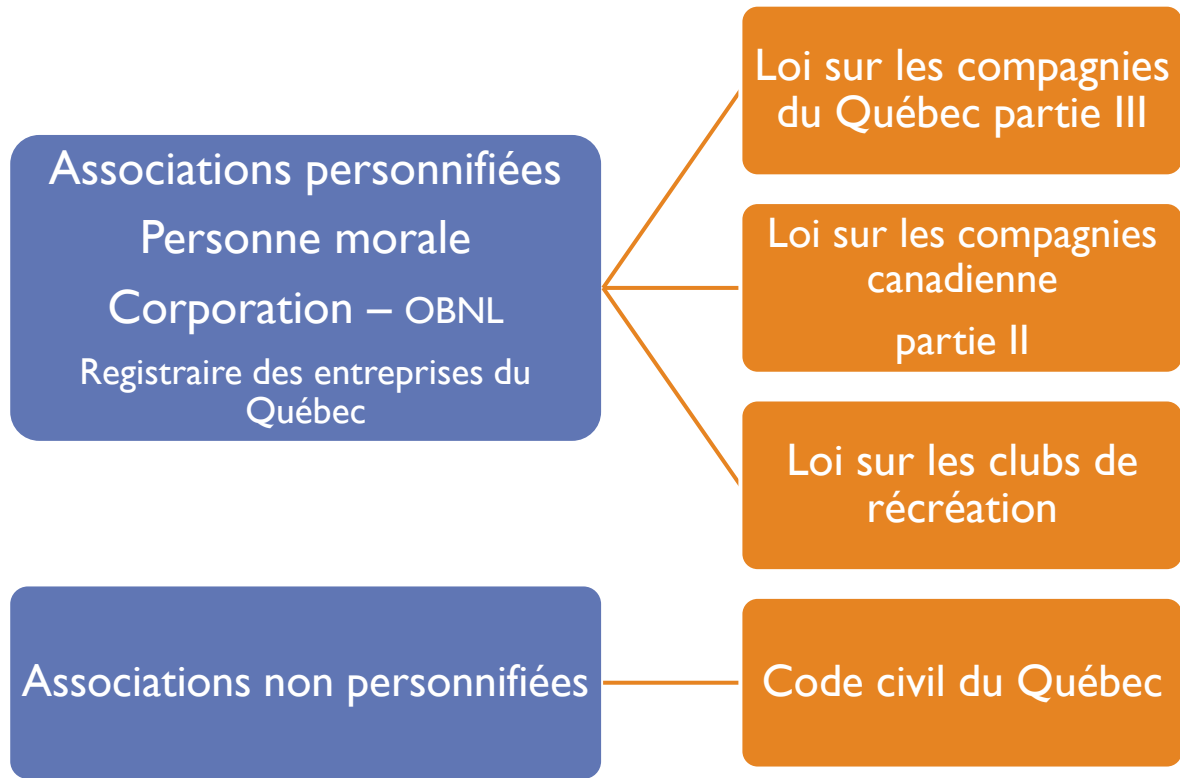 Associations personnifiées
Personne morale
Corporation – OBNL
Registraire des entreprises du
Québec
Loi sur les compagnies
du Québec partie III
Loi sur les compagnies
canadienne
partie II
Loi sur les clubs de
récréation
Associations non personnifiées
Code civil du Québec